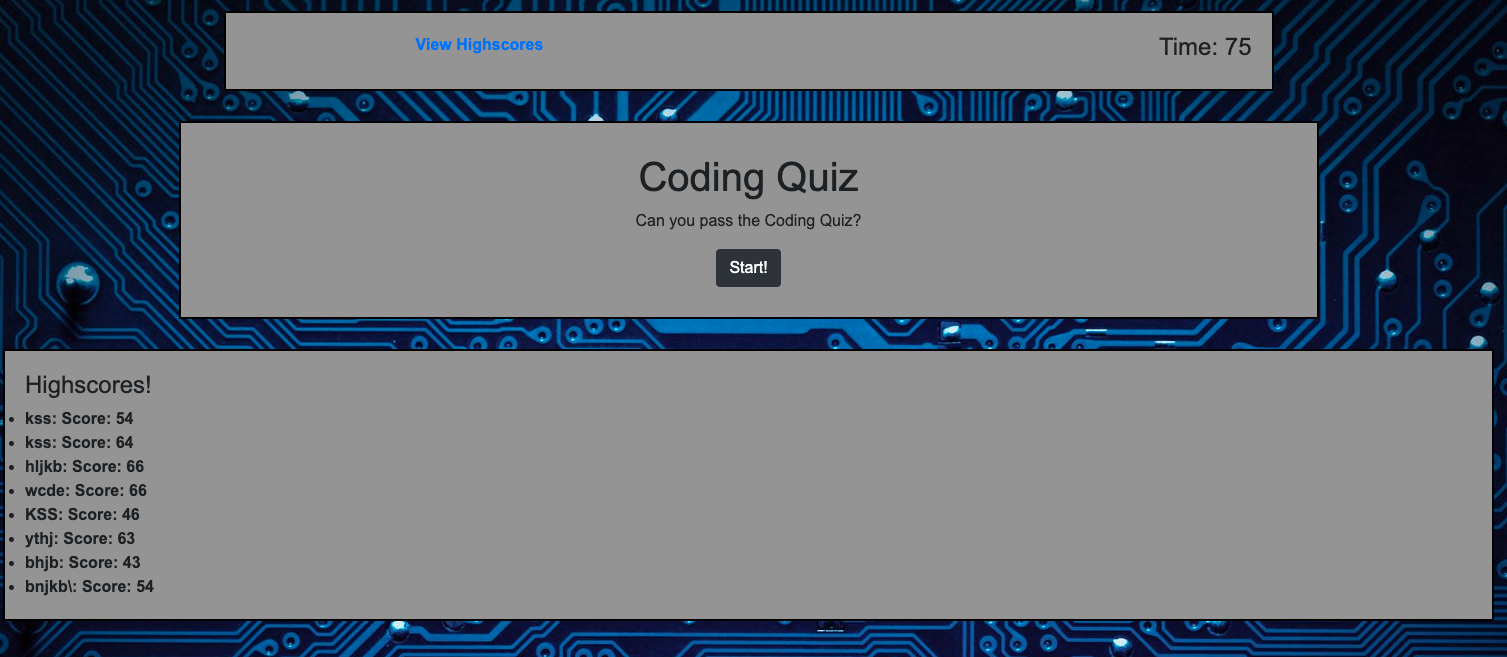 View Highscores
Time: 75
Coding Quiz
Can you pass the Coding Quiz?
Start!
Highscores!
kss: Score: 54
kss: Score: 64
hljkb: Score: 66
wcde: Score: 66
KSS: Score: 46
ythj: Score: 63
bhjb: Score: 43
bnjkb\: Score: 54